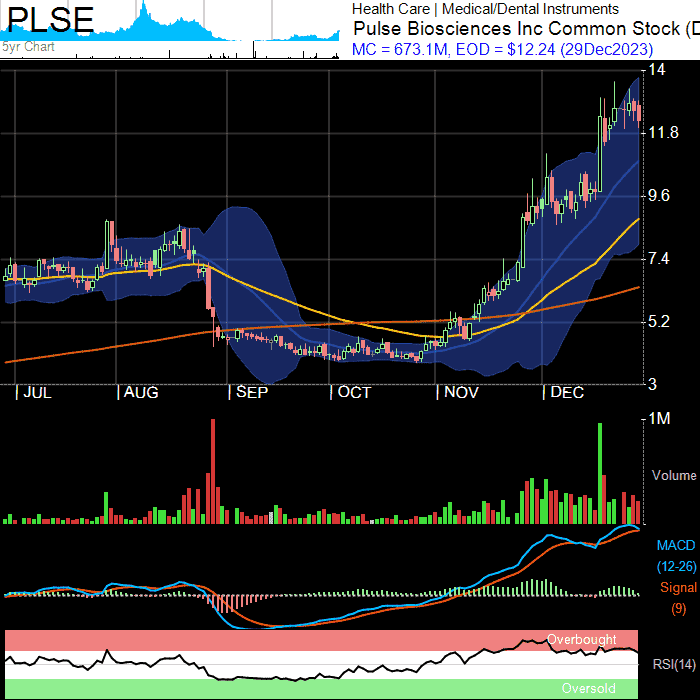 PLSE
5yr Chart
Health Care | Medical/Dental Instruments
Pulse Biosciences Inc Common Stock (D
MC = 673.1M, EOD = $12.24 (29Dec2023)
14
11.8
9.6
7.4
5.2
3
JUL AUG SEP OCT NOV DEC
1M
Volume
MACD
(12-26)
Signal
(9)
Overbought
RSI(14)
Oversold